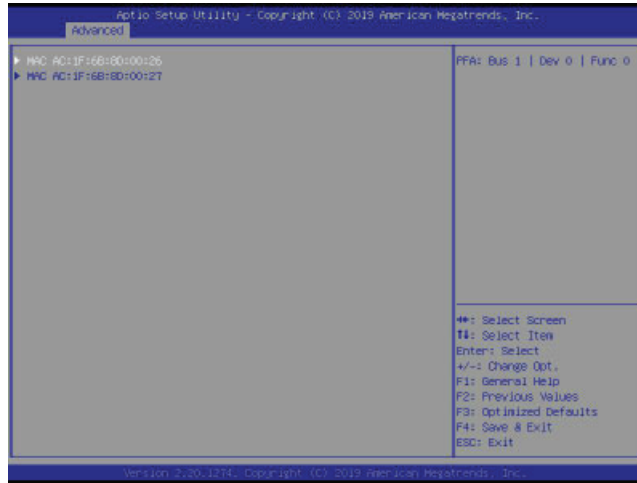 Aptio Setup Utility - Copyright (C) 2019 American Megatrends, Inc.
Advanced
MAC AC:1F:6B:8D:00:26
MAC AC:1F:6B:8D:00:27
PFA: Bus 1 | Dev 0 | Func 0
→←: Select Screen
↑↓: Select Item
Enter: Select
+/-: Change Opt.
F1: General Help
F2: Previous Values
F3: Optimized Defaults
F4: Save & Exit
ESC: Exit
Version 2.20.1274. Copyright (C) 2019 American Megatrends, Inc.